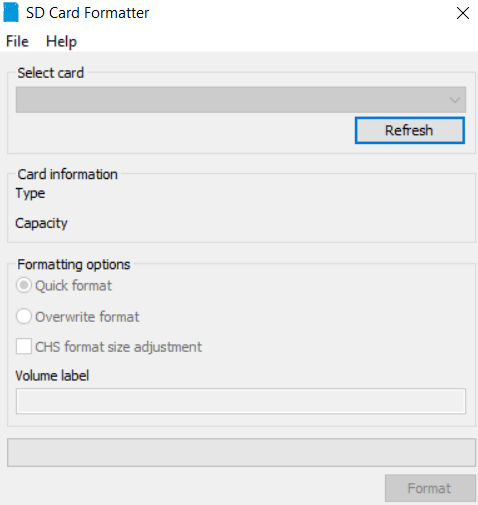 SD Card Formatter
File Help
Select card
Refresh
Card information
Type
Capacity
Formatting options
Quick format
Overwrite format
CHS format size adjustment
Volume label
Format